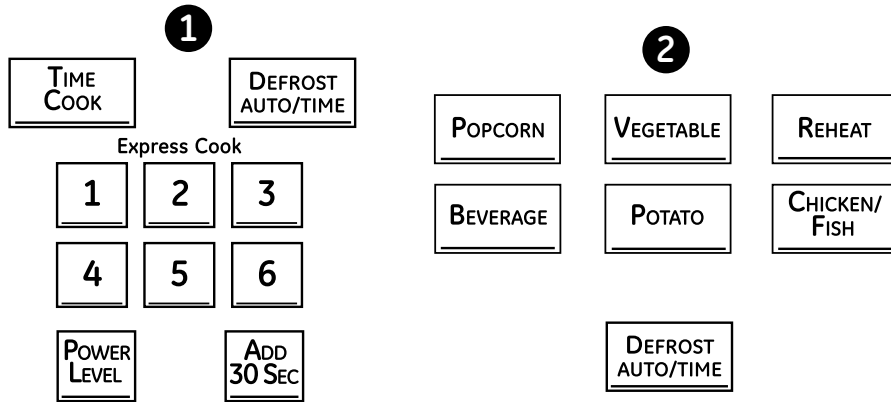 1
TIME
COOK
DEFROST
AUTO/TIME
Express Cook
1 2 3
4 5 6
POWER
LEVEL
ADD
30 SEC
2
POPCORN VEGETABLE REHEAT
BEVERAGE POTATO CHICKEN/
FISH
DEFROST
AUTO/TIME